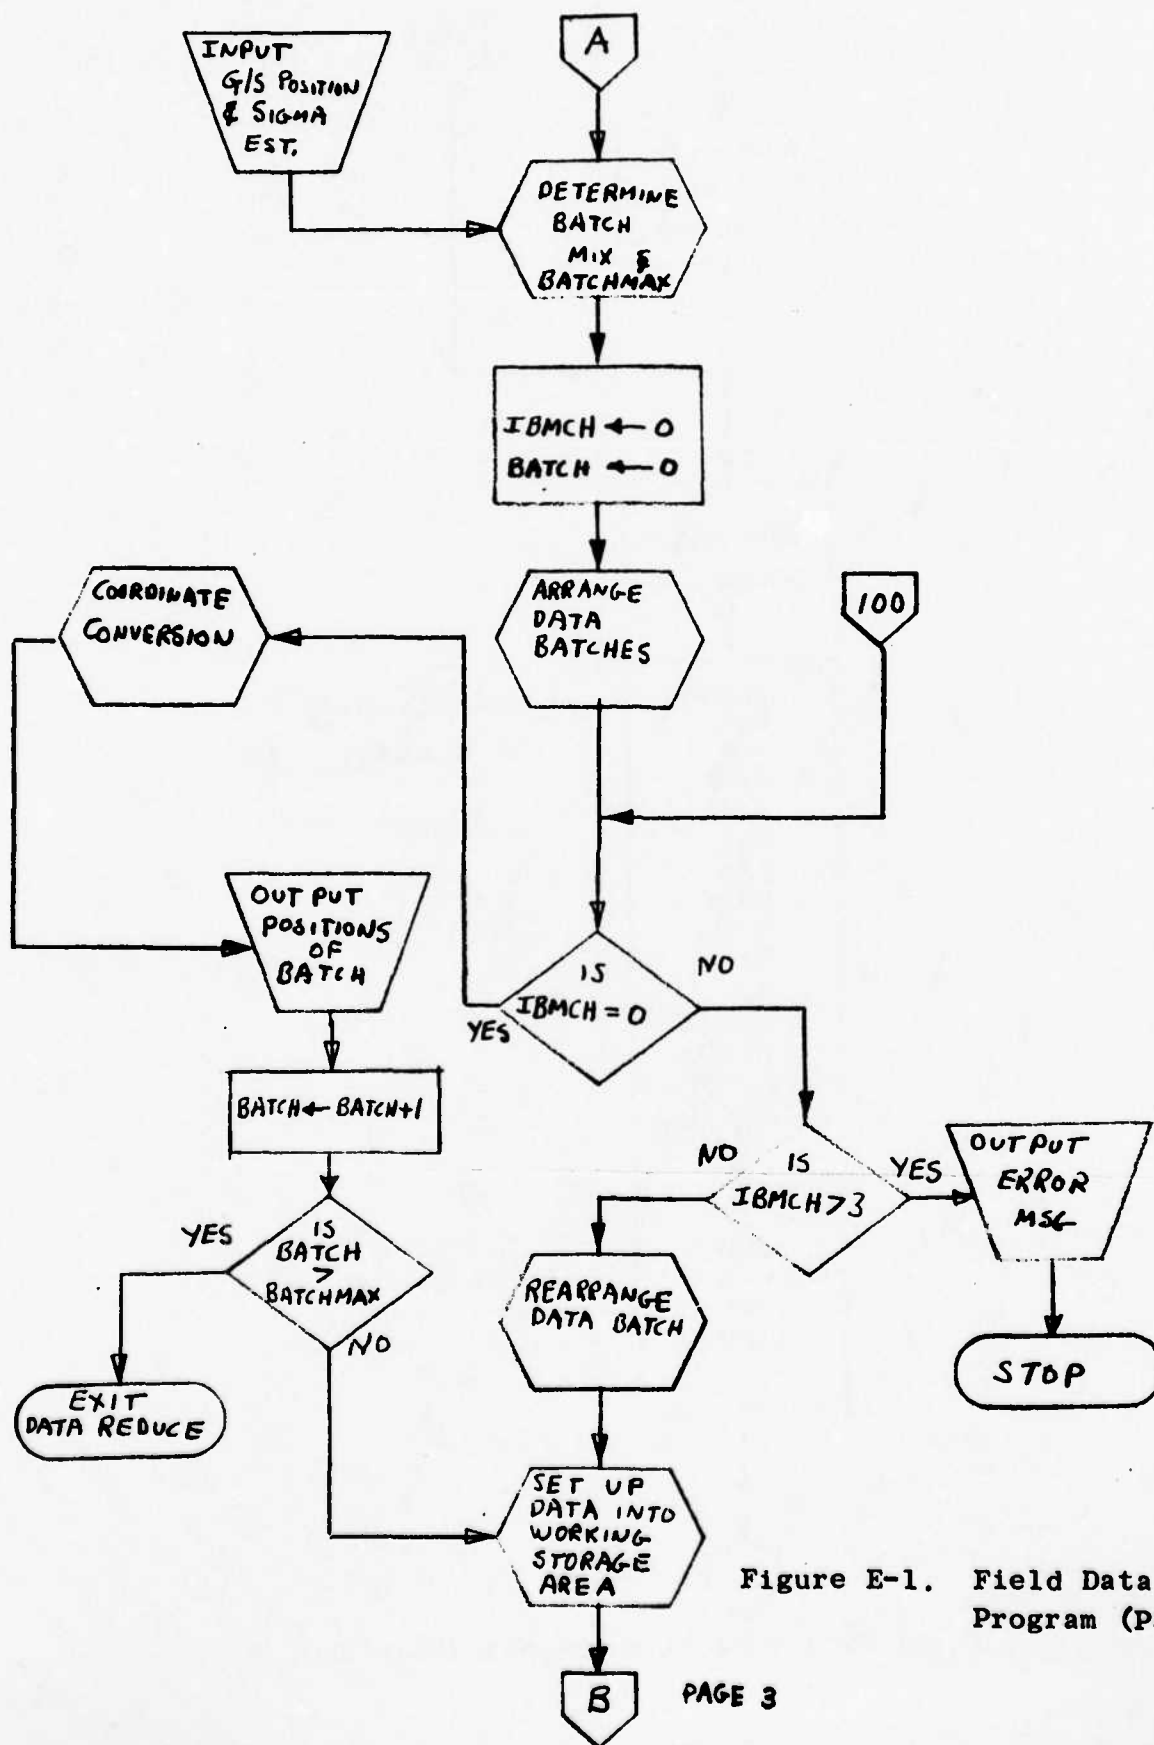 INPUT
G/S POSITION
& SIGMA
EST.
A
DETERMINE
BATCH
MIX &
BATCHMAX
IBMCH ← 0
BATCH ← 0
COORDINATE
CONVERSION
ARRANGE
DATA
BATCHES
100
OUTPUT
POSITIONS
OF
BATCH
IS
IBMCH = 0
NO
YES
BATCH ← BATCH+1
NO
IS
IBMCH > 3
YES
OUTPUT
ERROR
MSG
YES
IS
BATCH
>
BATCHMAX
NO
REARRANGE
DATA BATCH
STOP
EXIT
DATA REDUCE
SET UP
DATA INTO
WORKING
STORAGE
AREA
Figure E-1. Field Data
Program
B
PAGE 3